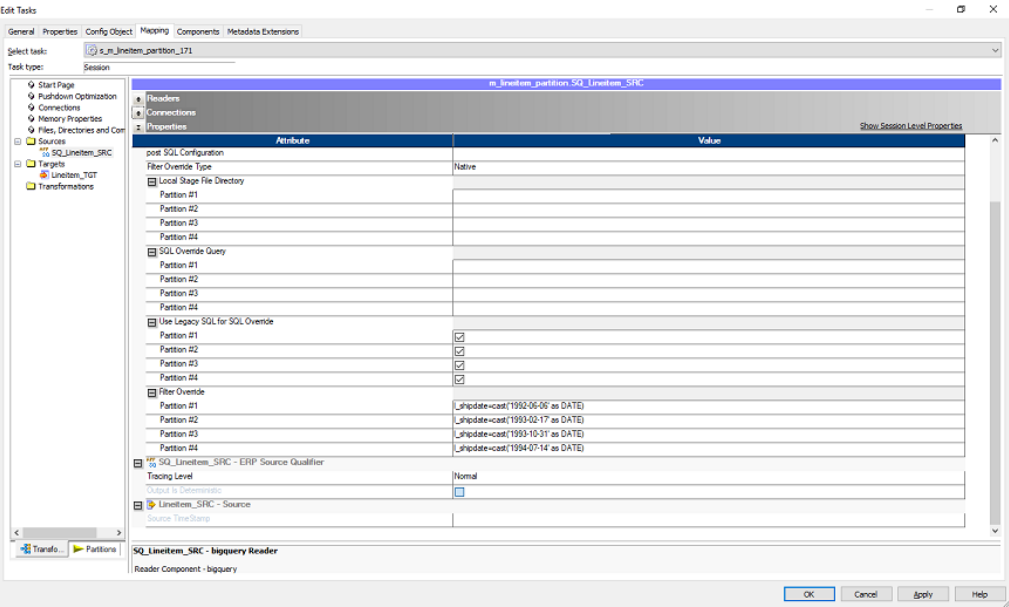 Edit Tasks
General Properties Config Object Mapping Components Metadata Extensions
Select task: s_m_lineitem_partition_171
Task type: Session
Start Page
Pushdown Optimization
Connections
Memory Properties
Files, Directories and Com
Sources
SQ_Lineitem_SRC
Targets
Lineitem_TGT
Transformations
Transfo... Partitions
m_lineitem_partition.SQ_Lineitem_SRC
Readers
Connections
Properties Show Session Level Properties
Attribute Value
post SQL Configuration
Filter Override Type Native
Local Stage File Directory
Partition #1
Partition #2
Partition #3
Partition #4
SQL Override Query
Partition #1
Partition #2
Partition #3
Partition #4
Use Legacy SQL for SQL Override
Partition #1
Partition #2
Partition #3
Partition #4
Filter Override
Partition #1 l_shipdate=cast('1992-06-06' as DATE)
Partition #2 l_shipdate=cast('1993-02-17' as DATE)
Partition #3 l_shipdate=cast('1993-10-31' as DATE)
Partition #4 l_shipdate=cast('1994-07-14' as DATE)
SQ_Lineitem_SRC - ERP Source Qualifier
Tracing Level Normal
Output Is Deterministic
Lineitem_SRC - Source
Source TimeStamp
SQ_Lineitem_SRC - bigquery Reader
Reader Component - bigquery
OK Cancel Apply Help